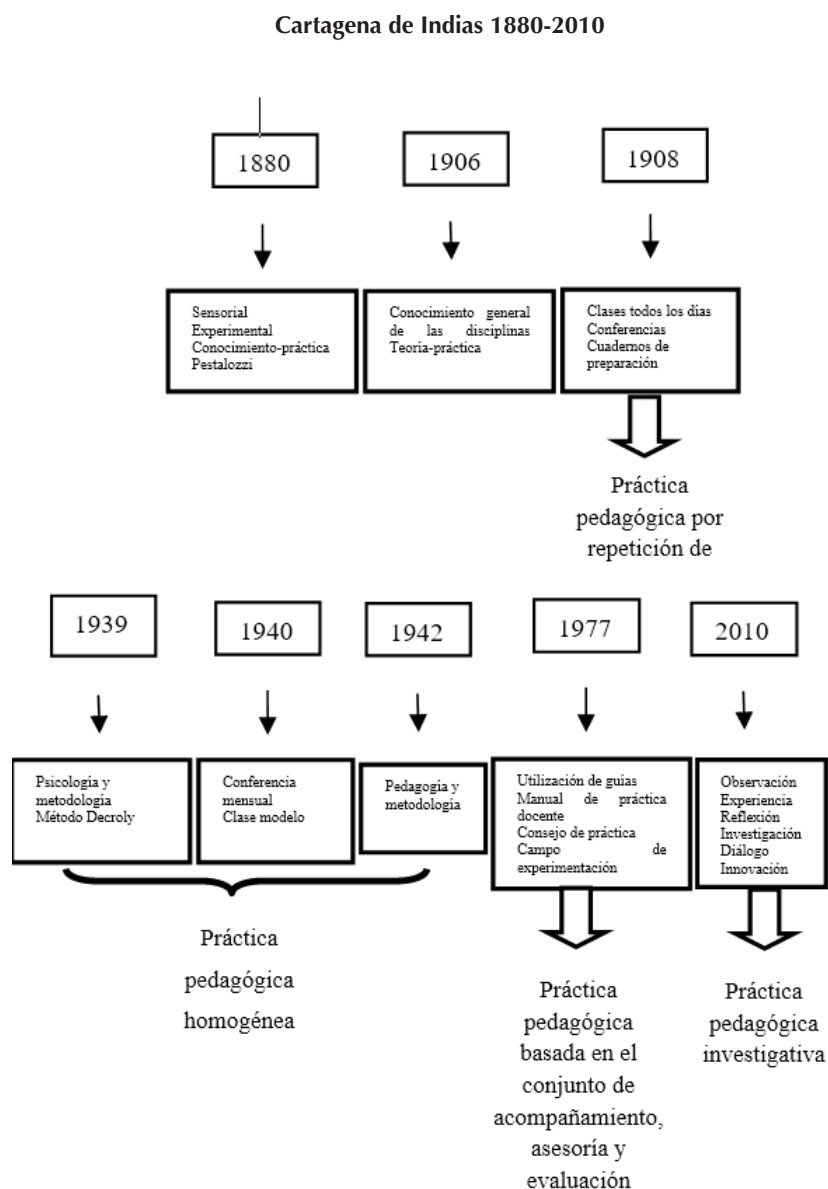 Cartagena de Indias 1880-2010
1880
1906
1908
Sensorial
Experimental
Conocimiento-práctica
Pestalozzi
Conocimiento general
de las disciplinas
Teoría-práctica
Clases todos los días
Conferencias
Cuadernos de
preparación
Práctica
pedagógica por
repetición de
1939
1940
1942
1977
2010
Psicología y
metodología
Método Decroly
Conferencia
mensual
Clase modelo
Pedagogía y
metodología
Utilización de guías
Manual de práctica
docente
Consejo de práctica
Campo de
experimentación
Observación
Experiencia
Reflexión
Investigación
Diálogo
Innovación
Práctica
pedagógica
homogénea
Práctica
pedagógica
basada en el
conjunto de
acompañamiento,
asesoría y
evaluación
Práctica
pedagógica
investigativa